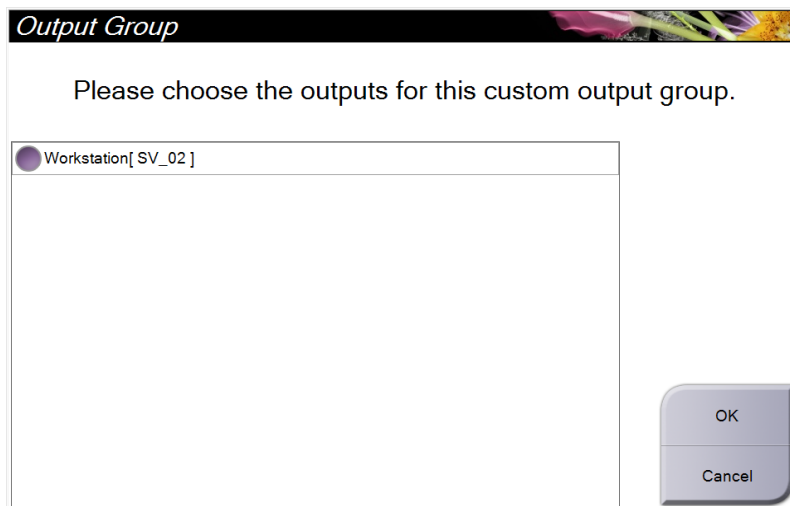 Output Group
Please choose the outputs for this custom output group.
Workstation[ SV_02 ]
OK
Cancel